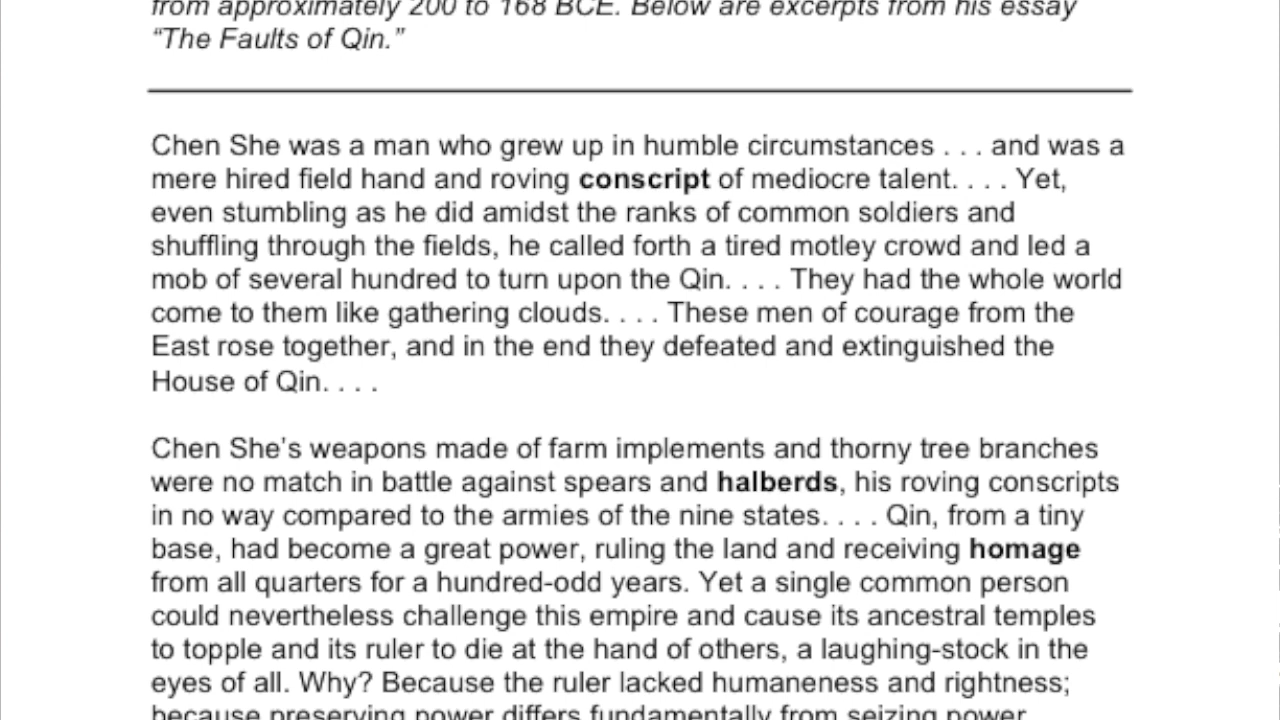 from approximately 200 to 168 BCE. Below are excerpts from his essay
“The Faults of Qin.”
Chen She was a man who grew up in humble circumstances . . . and was a
mere hired field hand and roving conscript of mediocre talent. . . . Yet,
even stumbling as he did amidst the ranks of common soldiers and
shuffling through the fields, he called forth a tired motley crowd and led a
mob of several hundred to turn upon the Qin. . . . They had the whole world
come to them like gathering clouds. . . . These men of courage from the
East rose together, and in the end they defeated and extinguished the
House of Qin. . . .
Chen She’s weapons made of farm implements and thorny tree branches
were no match in battle against spears and halberds, his roving conscripts
in no way compared to the armies of the nine states. . . . Qin, from a tiny
base, had become a great power, ruling the land and receiving homage
from all quarters for a hundred-odd years. Yet a single common person
could nevertheless challenge this empire and cause its ancestral temples
to topple and its ruler to die at the hand of others, a laughing-stock in the
eyes of all. Why? Because the ruler lacked humaneness and rightness;
because preserving power differs fundamentally from seizing power